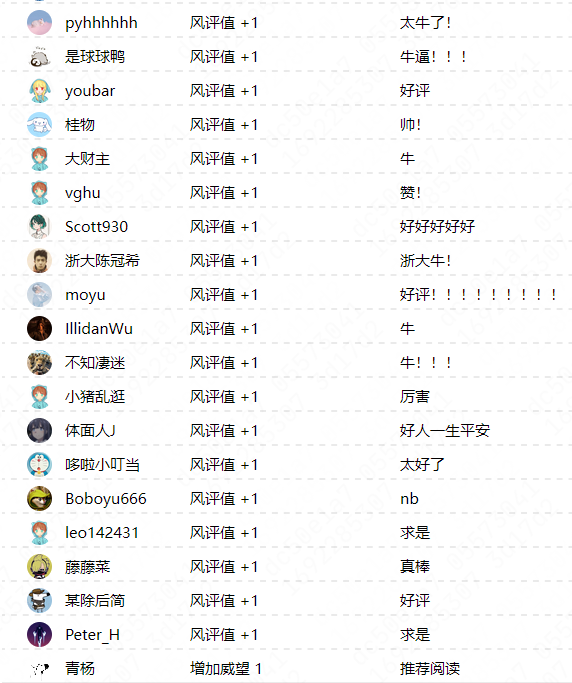 pyhhhhhh 风评值 +1 太牛了！
是球球鸭 风评值 +1 牛逼！！！
youbar 风评值 +1 好评
桂物 风评值 +1 帅！
大财主 风评值 +1 牛
vghu 风评值 +1 赞！
Scott930 风评值 +1 好好好好好
浙大陈冠希 风评值 +1 浙大牛！
moyu 风评值 +1 好评！！！！！！！！！
IllidanWu 风评值 +1 牛
不知凄迷 风评值 +1 牛！！！
小猪乱逛 风评值 +1 厉害
体面人J 风评值 +1 好人一生平安
哆啦小叮当 风评值 +1 太好了
Boboyu666 风评值 +1 nb
leo142431 风评值 +1 求是
藤藤菜 风评值 +1 真棒
某除后简 风评值 +1 好评
Peter_H 风评值 +1 求是
青杨 增加威望 1 推荐阅读